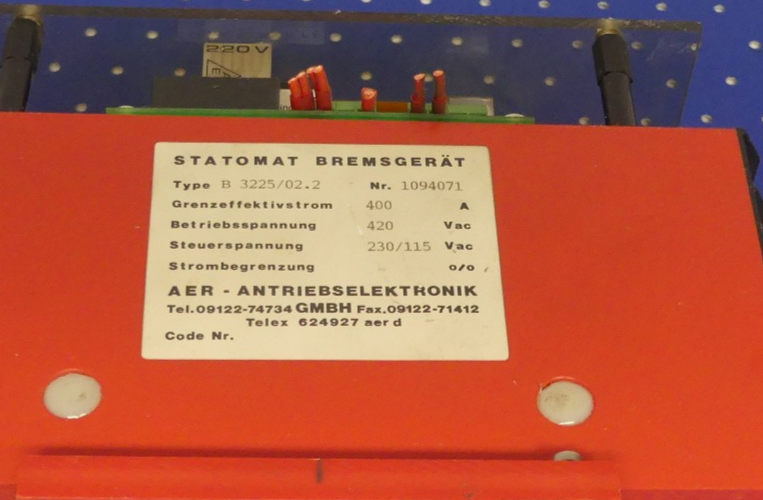 220V
STATOMAT BREMSGERÄT
Type B 3225/02.2 Nr. 1094071
Grenzeffektivstrom 400 A
Betriebsspannung 420 Vac
Steuerspannung 230/115 Vac
Strombegrenzung o/o
AER - ANTRIEBSELEKTRONIK
Tel.09122-74734 GMBH Fax.09122-71412
Telex 624927 aer d
Code Nr.